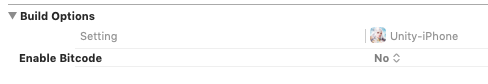 Build Options
Setting Unity-iPhone
Enable Bitcode No